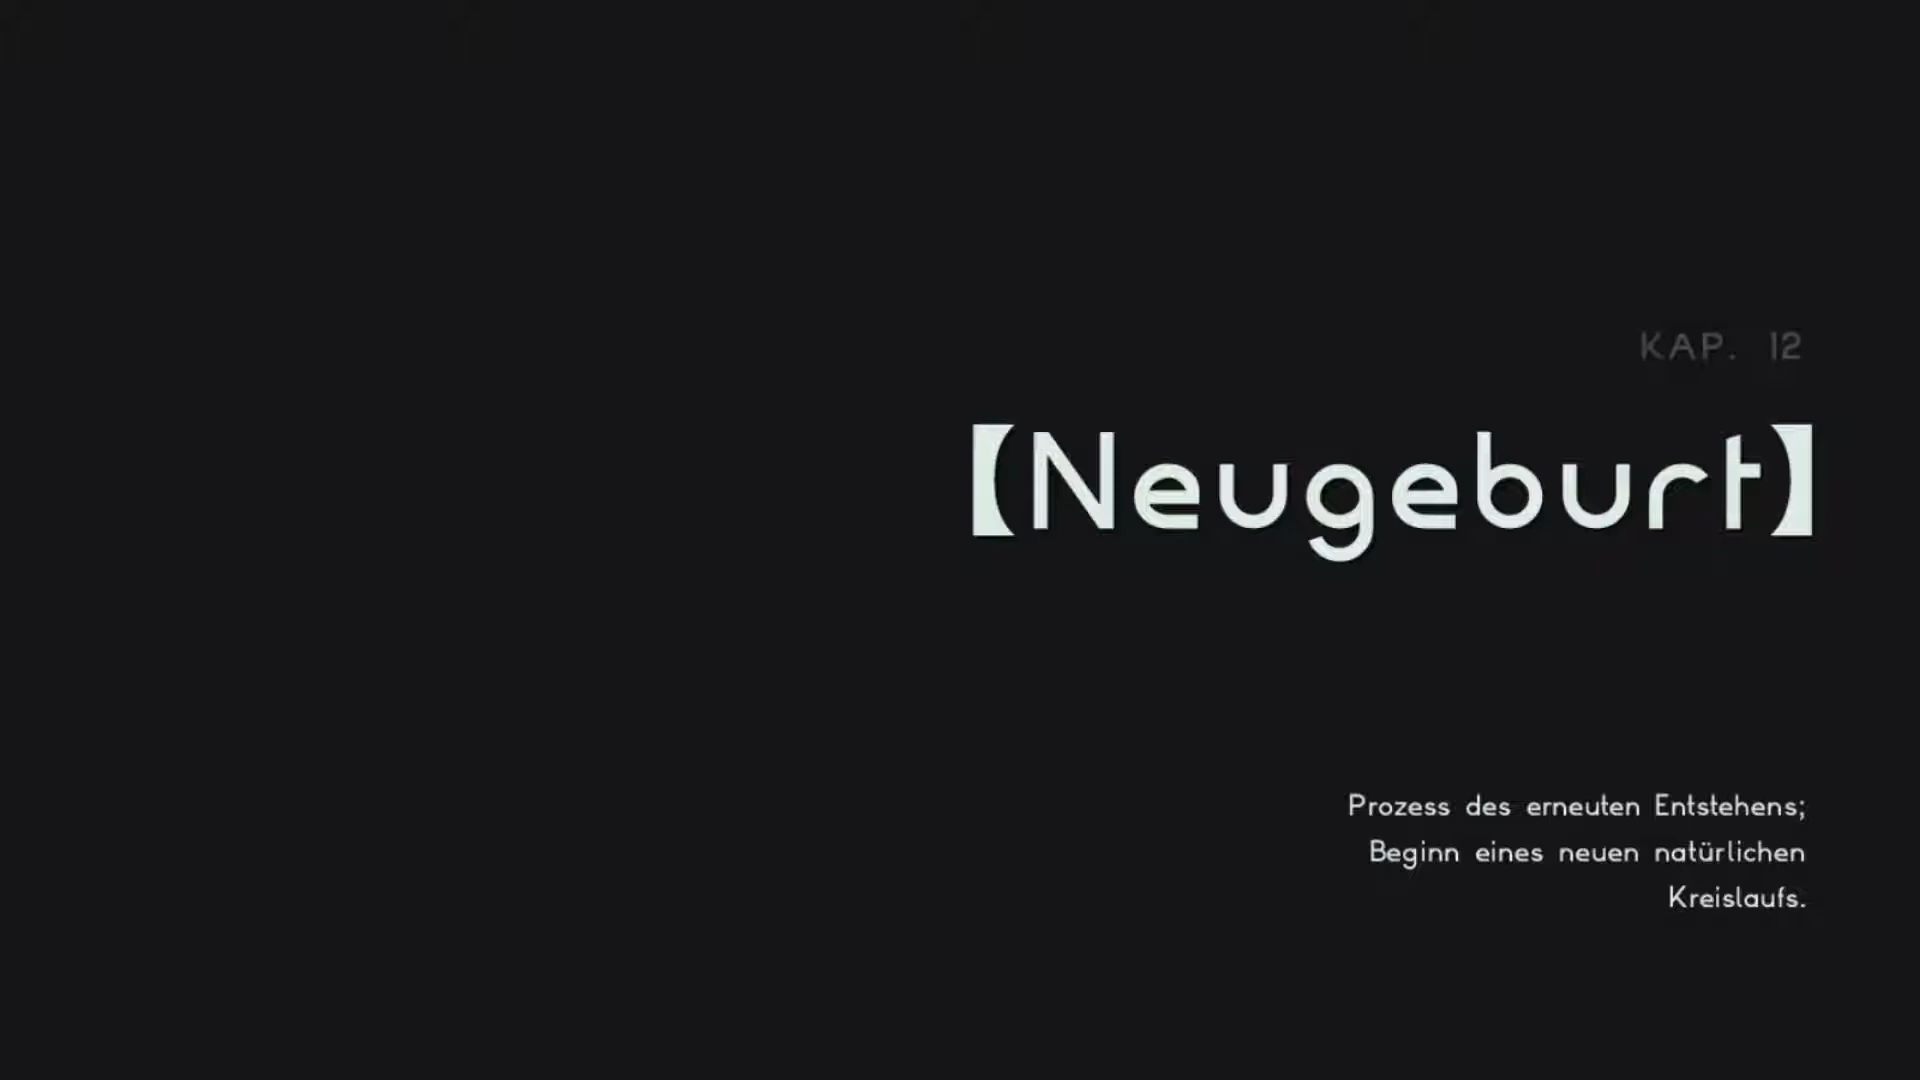 KAP. 12
【Neugeburt】
Prozess des erneuten Entstehens;
Beginn eines neuen natürlichen
Kreislaufs.